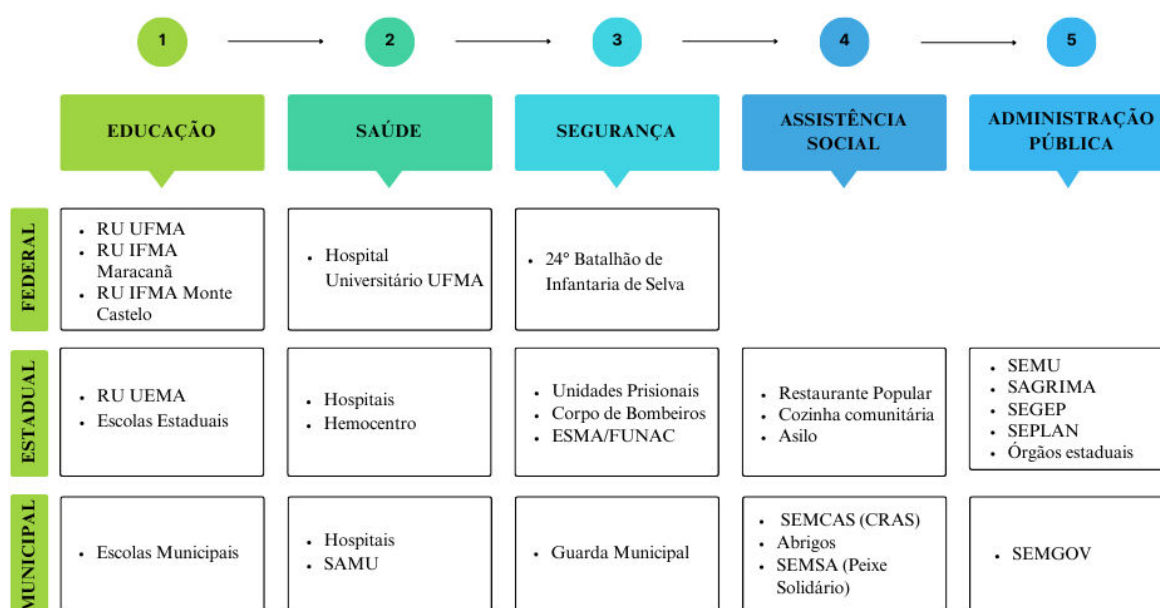 1
2
3
4
5
EDUCAÇÃO
SAÚDE
SEGURANÇA
ASSISTÊNCIA
SOCIAL
ADMINISTRAÇÃO
PÚBLICA
FEDERAL
• RU UFMA
• RU IFMA
Maracanã
• RU IFMA Monte
Castelo
• Hospital
Universitário UFMA
• 24º Batalhão de
Infantaria de Selva
ESTADUAL
• RU UEMA
• Escolas Estaduais
• Hospitais
• Hemocentro
• Unidades Prisionais
• Corpo de Bombeiros
• ESMA/FUNAC
• Restaurante Popular
• Cozinha comunitária
• Asilo
• SEMU
• SAGRIMA
• SEGEP
• SEPLAN
• Órgãos estaduais
MUNICIPAL
• Escolas Municipais
• Hospitais
• SAMU
• Guarda Municipal
• SEMCAS (CRAS)
• Abrigos
• SEMSA (Peixe
Solidário)
• SEMGOV